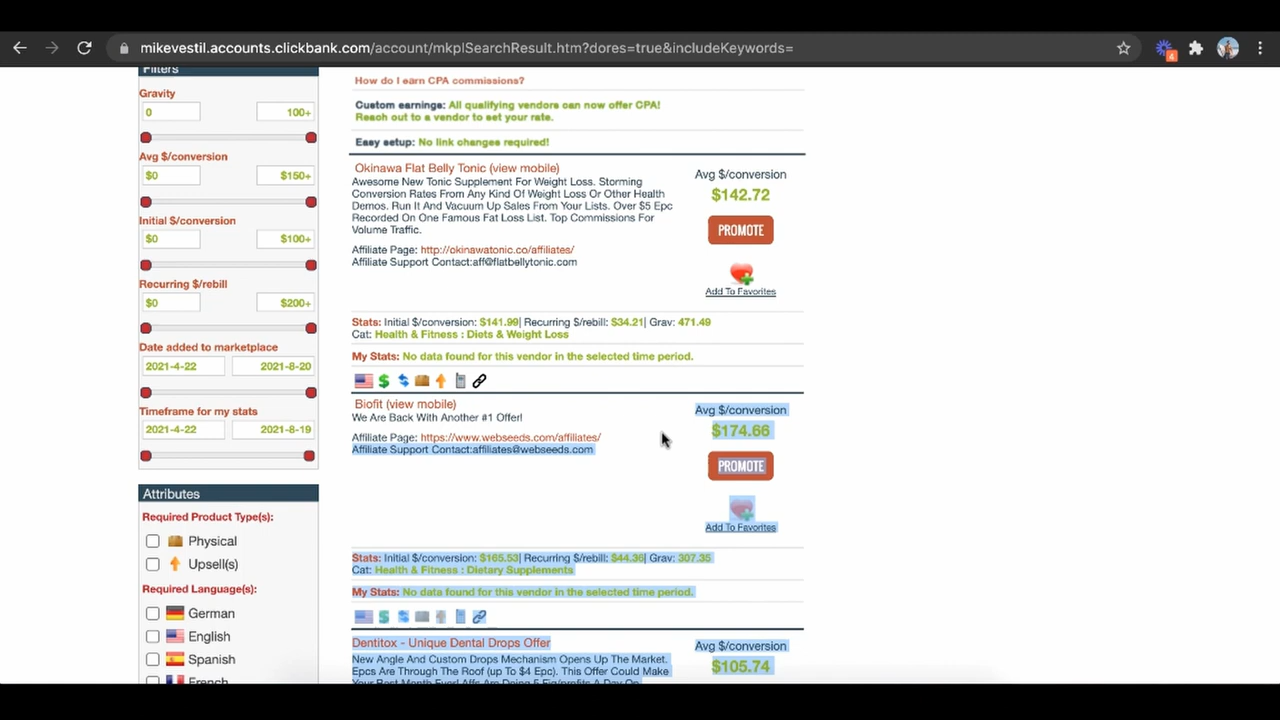 mikevestil.accounts.clickbank.com/account/mkplSearchResult.htm?dores=true&includeKeywords=
4
Filters
Gravity
0 100+
Avg $/conversion
$0 $150+
Initial $/conversion
$0 $100+
Recurring $/rebill
$0 $200+
Date added to marketplace
2021-4-22 2021-8-20
Timeframe for my stats
2021-4-22 2021-8-19
Attributes
Required Product Type(s):
Physical
Upsell(s)
Required Language(s):
German
English
Spanish
French
How do I earn CPA commissions?
Custom earnings: All qualifying vendors can now offer CPA!
Reach out to a vendor to set your rate.
Easy setup: No link changes required!
Okinawa Flat Belly Tonic (view mobile)
Awesome New Tonic Supplement For Weight Loss. Storming
Conversion Rates From Any Kind Of Weight Loss Or Other Health
Demos. Run It And Vacuum Up Sales From Your Lists. Over $5 Epc
Recorded On One Famous Fat Loss List. Top Commissions For
Volume Traffic.
Affiliate Page: http://okinawatonic.co/affiliates/
Affiliate Support Contact:aff@flatbellytonic.com
Avg $/conversion
$142.72
PROMOTE
Add To Favorites
Stats: Initial $/conversion: $141.99| Recurring $/rebill: $34.21| Grav: 471.49
Cat: Health & Fitness : Diets & Weight Loss
My Stats: No data found for this vendor in the selected time period.
Biofit (view mobile)
We Are Back With Another #1 Offer!
Affiliate Page: https://www.webseeds.com/affiliates/
Affiliate Support Contact:affiliates@webseeds.com
Avg $/conversion
$174.66
PROMOTE
Add To Favorites
Stats: Initial $/conversion: $165.53| Recurring $/rebill: $44.36| Grav: 307.35
Cat: Health & Fitness : Dietary Supplements
My Stats: No data found for this vendor in the selected time period.
Dentitox - Unique Dental Drops Offer
New Angle And Custom Drops Mechanism Opens Up The Market.
Epcs Are Through The Roof (up To $4 Epc). This Offer Could Make
Your Best Month Ever! Affs Are Doing 5 Fig/profits A Day On
Avg $/conversion
$105.74